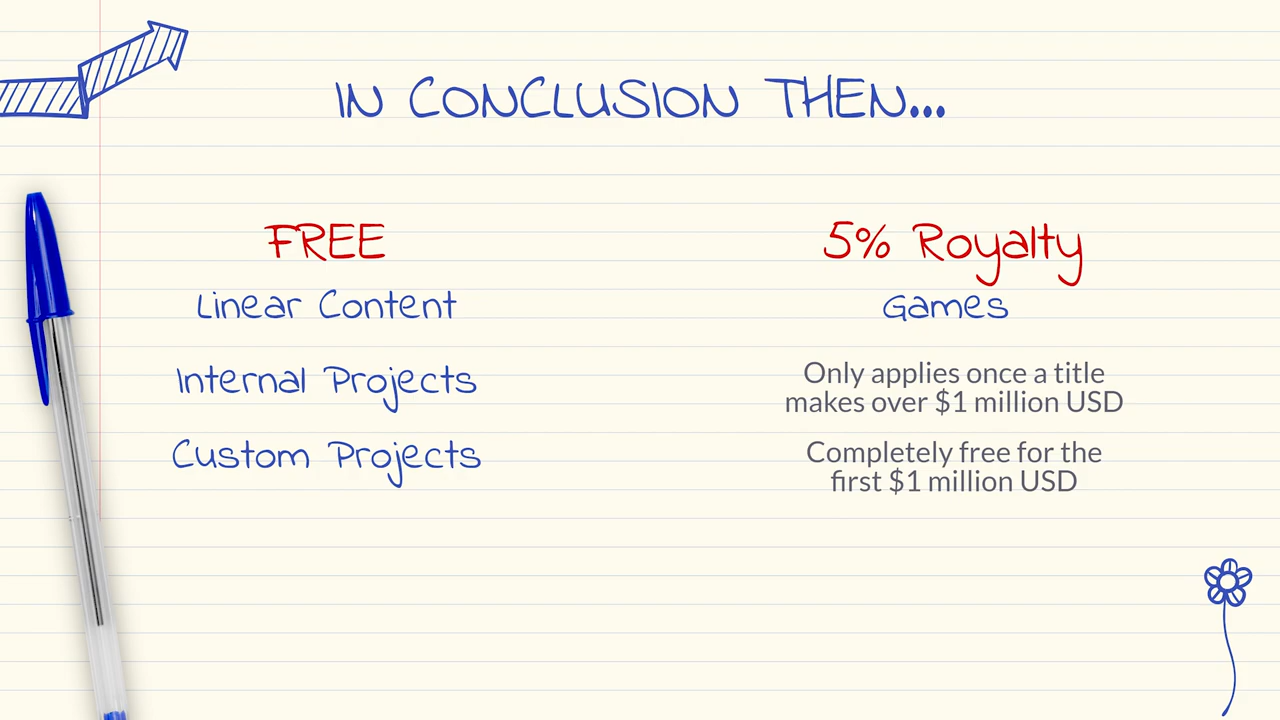 IN CONCLUSION THEN...
FREE
Linear Content
Internal Projects
Custom Projects
5% Royalty
Games
Only applies once a title
makes over $1 million USD
Completely free for the
first $1 million USD